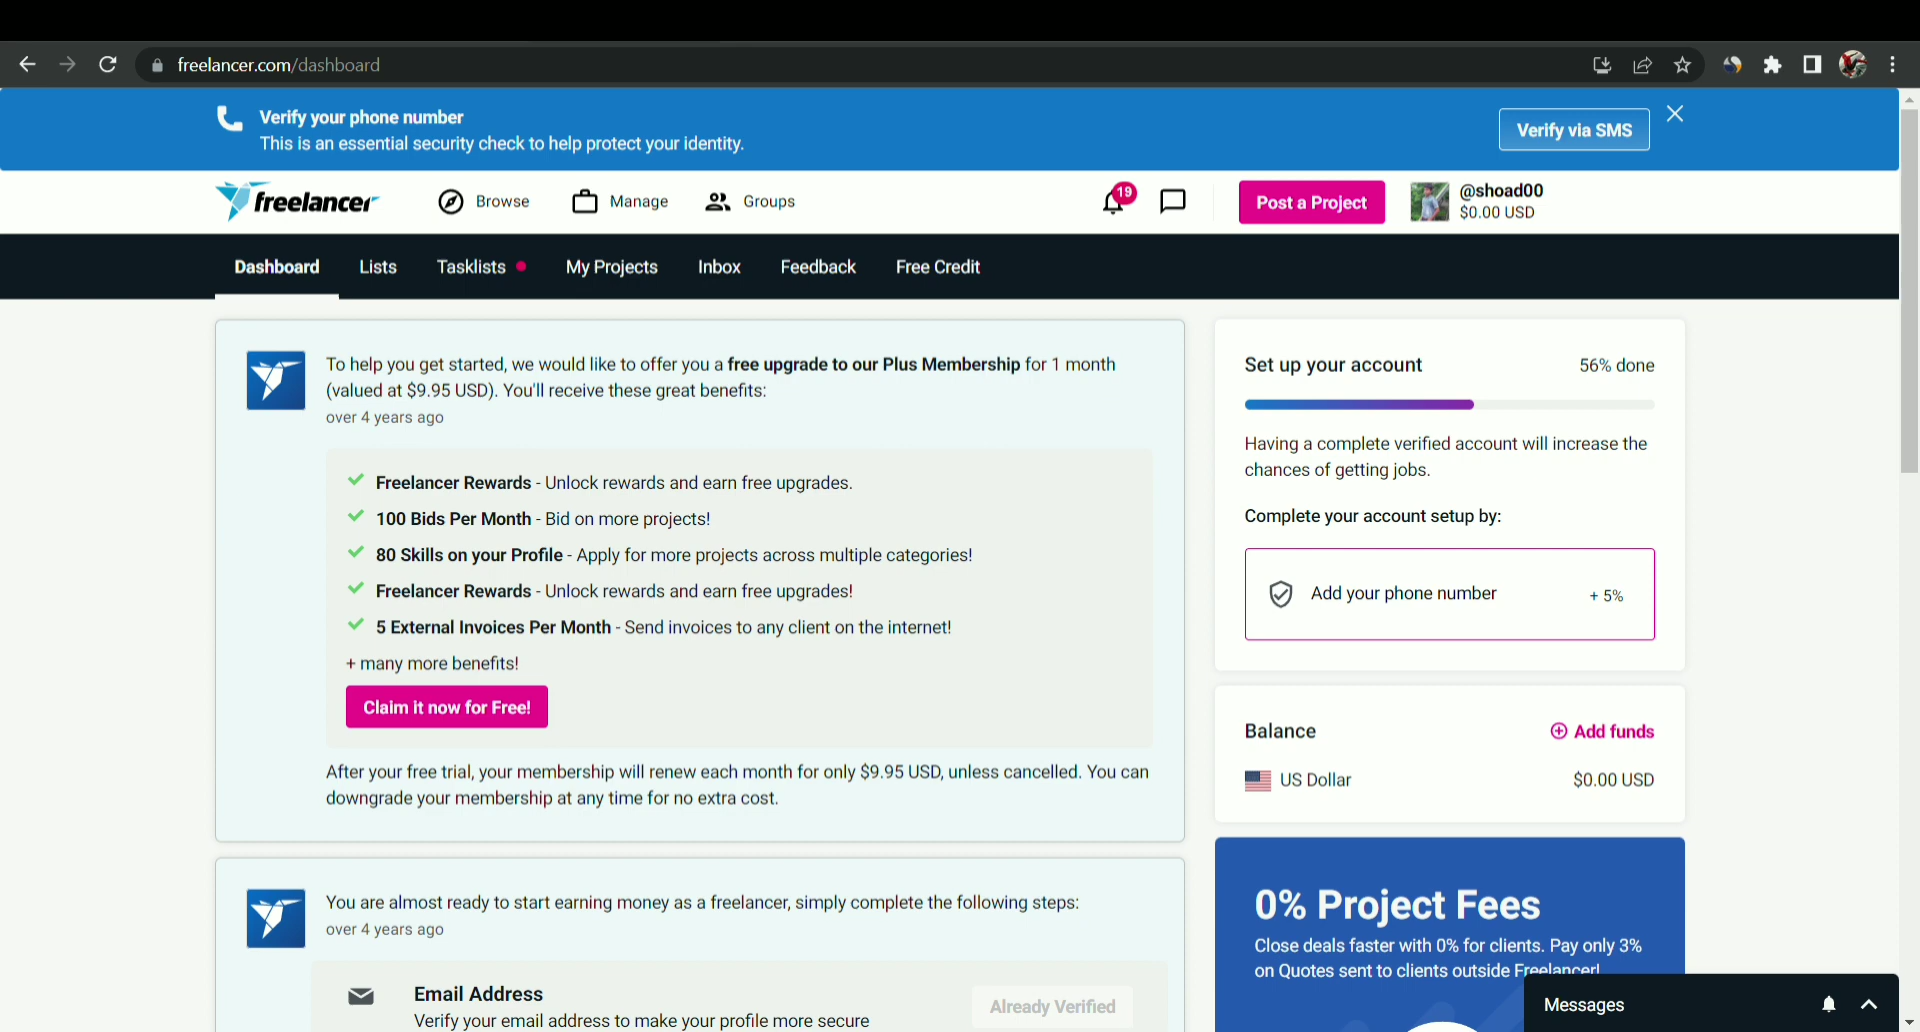 freelancer.com/dashboard
Verify your phone number
This is an essential security check to help protect your identity.
Verify via SMS
freelancer
Browse
Manage
Groups
19
Post a Project
@shoad00
$0.00 USD
Dashboard
Lists
Tasklists
My Projects
Inbox
Feedback
Free Credit
To help you get started, we would like to offer you a free upgrade to our Plus Membership for 1 month
(valued at $9.95 USD). You'll receive these great benefits:
over 4 years ago
Freelancer Rewards - Unlock rewards and earn free upgrades.
100 Bids Per Month - Bid on more projects!
80 Skills on your Profile - Apply for more projects across multiple categories!
Freelancer Rewards - Unlock rewards and earn free upgrades!
5 External Invoices Per Month - Send invoices to any client on the internet!
+ many more benefits!
Claim it now for Free!
After your free trial, your membership will renew each month for only $9.95 USD, unless cancelled. You can
downgrade your membership at any time for no extra cost.
You are almost ready to start earning money as a freelancer, simply complete the following steps:
over 4 years ago
Email Address
Verify your email address to make your profile more secure
Already Verified
Set up your account
56% done
Having a complete verified account will increase the
chances of getting jobs.
Complete your account setup by:
Add your phone number
+ 5%
Balance
Add funds
US Dollar
$0.00 USD
0% Project Fees
Close deals faster with 0% for clients. Pay only 3%
on Quotes sent to clients outside Freelancer!
Messages